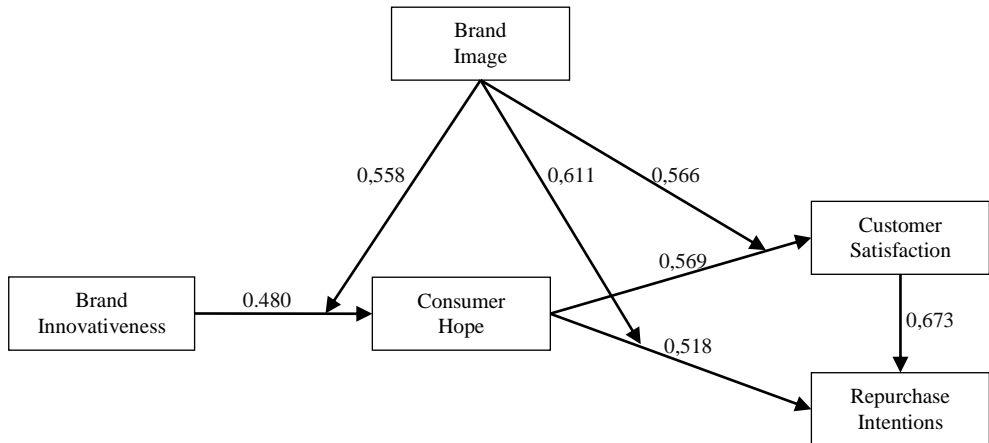 Brand
Image
0,558
0,611
0,566
Customer
Satisfaction
0,569
Brand
Innovativeness
0.480
Consumer
Hope
0,673
0,518
Repurchase
Intentions